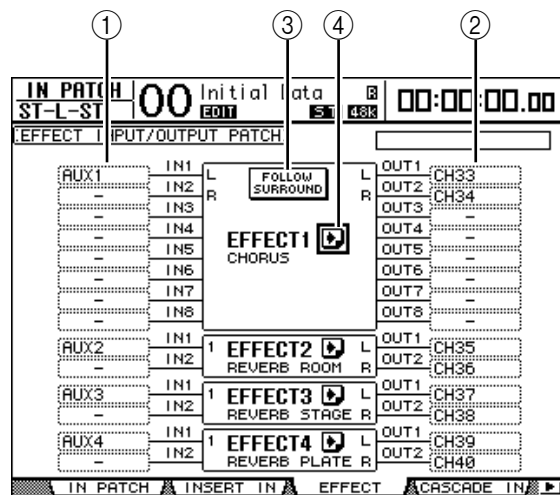 ① ③ ④ ②
IN PATCH 00 Initial Data
ST-L-ST EDIT 48K 00:00:00.00
EFFECT INPUT/OUTPUT PATCH
AUX1 IN1 L FOLLOW SURROUND L OUT1 CH33
– IN2 R R OUT2 CH34
– IN3 OUT3 –
– IN4 EFFECT1 OUT4 –
– IN5 CHORUS OUT5 –
– IN6 OUT6 –
– IN7 OUT7 –
– IN8 OUT8 –
AUX2 IN1 1 EFFECT2 L OUT1 CH35
– IN2 REVERB ROOM R OUT2 CH36
AUX3 IN1 1 EFFECT3 L OUT1 CH37
– IN2 REVERB STAGE R OUT2 CH38
AUX4 IN1 1 EFFECT4 L OUT1 CH39
– IN2 REVERB PLATE R OUT2 CH40
IN PATCH INSERT IN EFFECT CASCADE IN